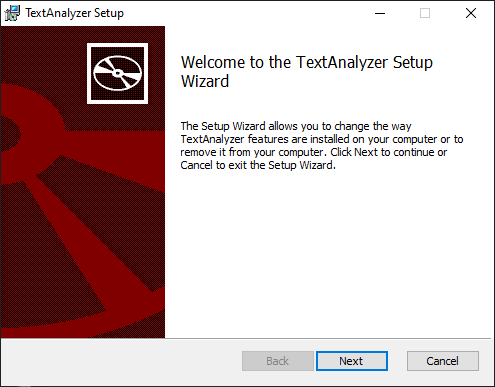 TextAnalyzer Setup
Welcome to the TextAnalyzer Setup
Wizard
The Setup Wizard allows you to change the way
TextAnalyzer features are installed on your computer or to
remove it from your computer. Click Next to continue or
Cancel to exit the Setup Wizard.
Back Next Cancel